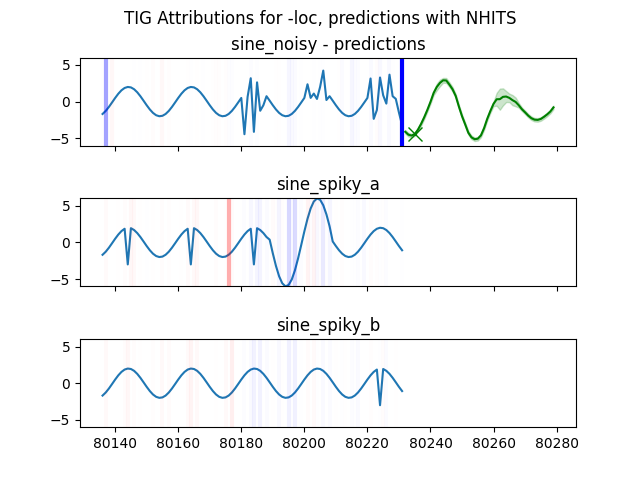 TIG Attributions for -loc, predictions with NHITS
sine_noisy - predictions
5
0
−5
sine_spiky_a
5
0
−5
sine_spiky_b
5
0
−5
80140 80160 80180 80200 80220 80240 80260 80280